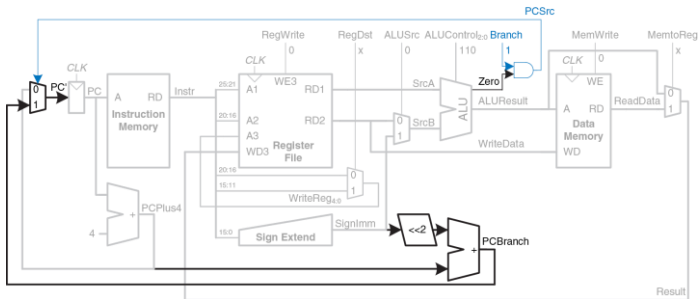 PCSrc
RegWrite RegDst ALUSrc ALUControl2:0 Branch MemWrite MemtoReg
0 x 0 110 1 0 x
CLK CLK CLK
0 PC' PC Instr 25:21 WE3 SrcA Zero WE 0
1 A RD A1 RD1 ALUResult A RD ReadData 1
Instruction
Memory
20:16 A2 RD2 0 SrcB ALU
A3 1 Data
Memory
Register
File
WD3 WriteData WD
20:16 0
PCPlus4 15:11 1
WriteReg4:0
+ SignImm
4 15:0 Sign Extend <<2 PCBranch
+
Result